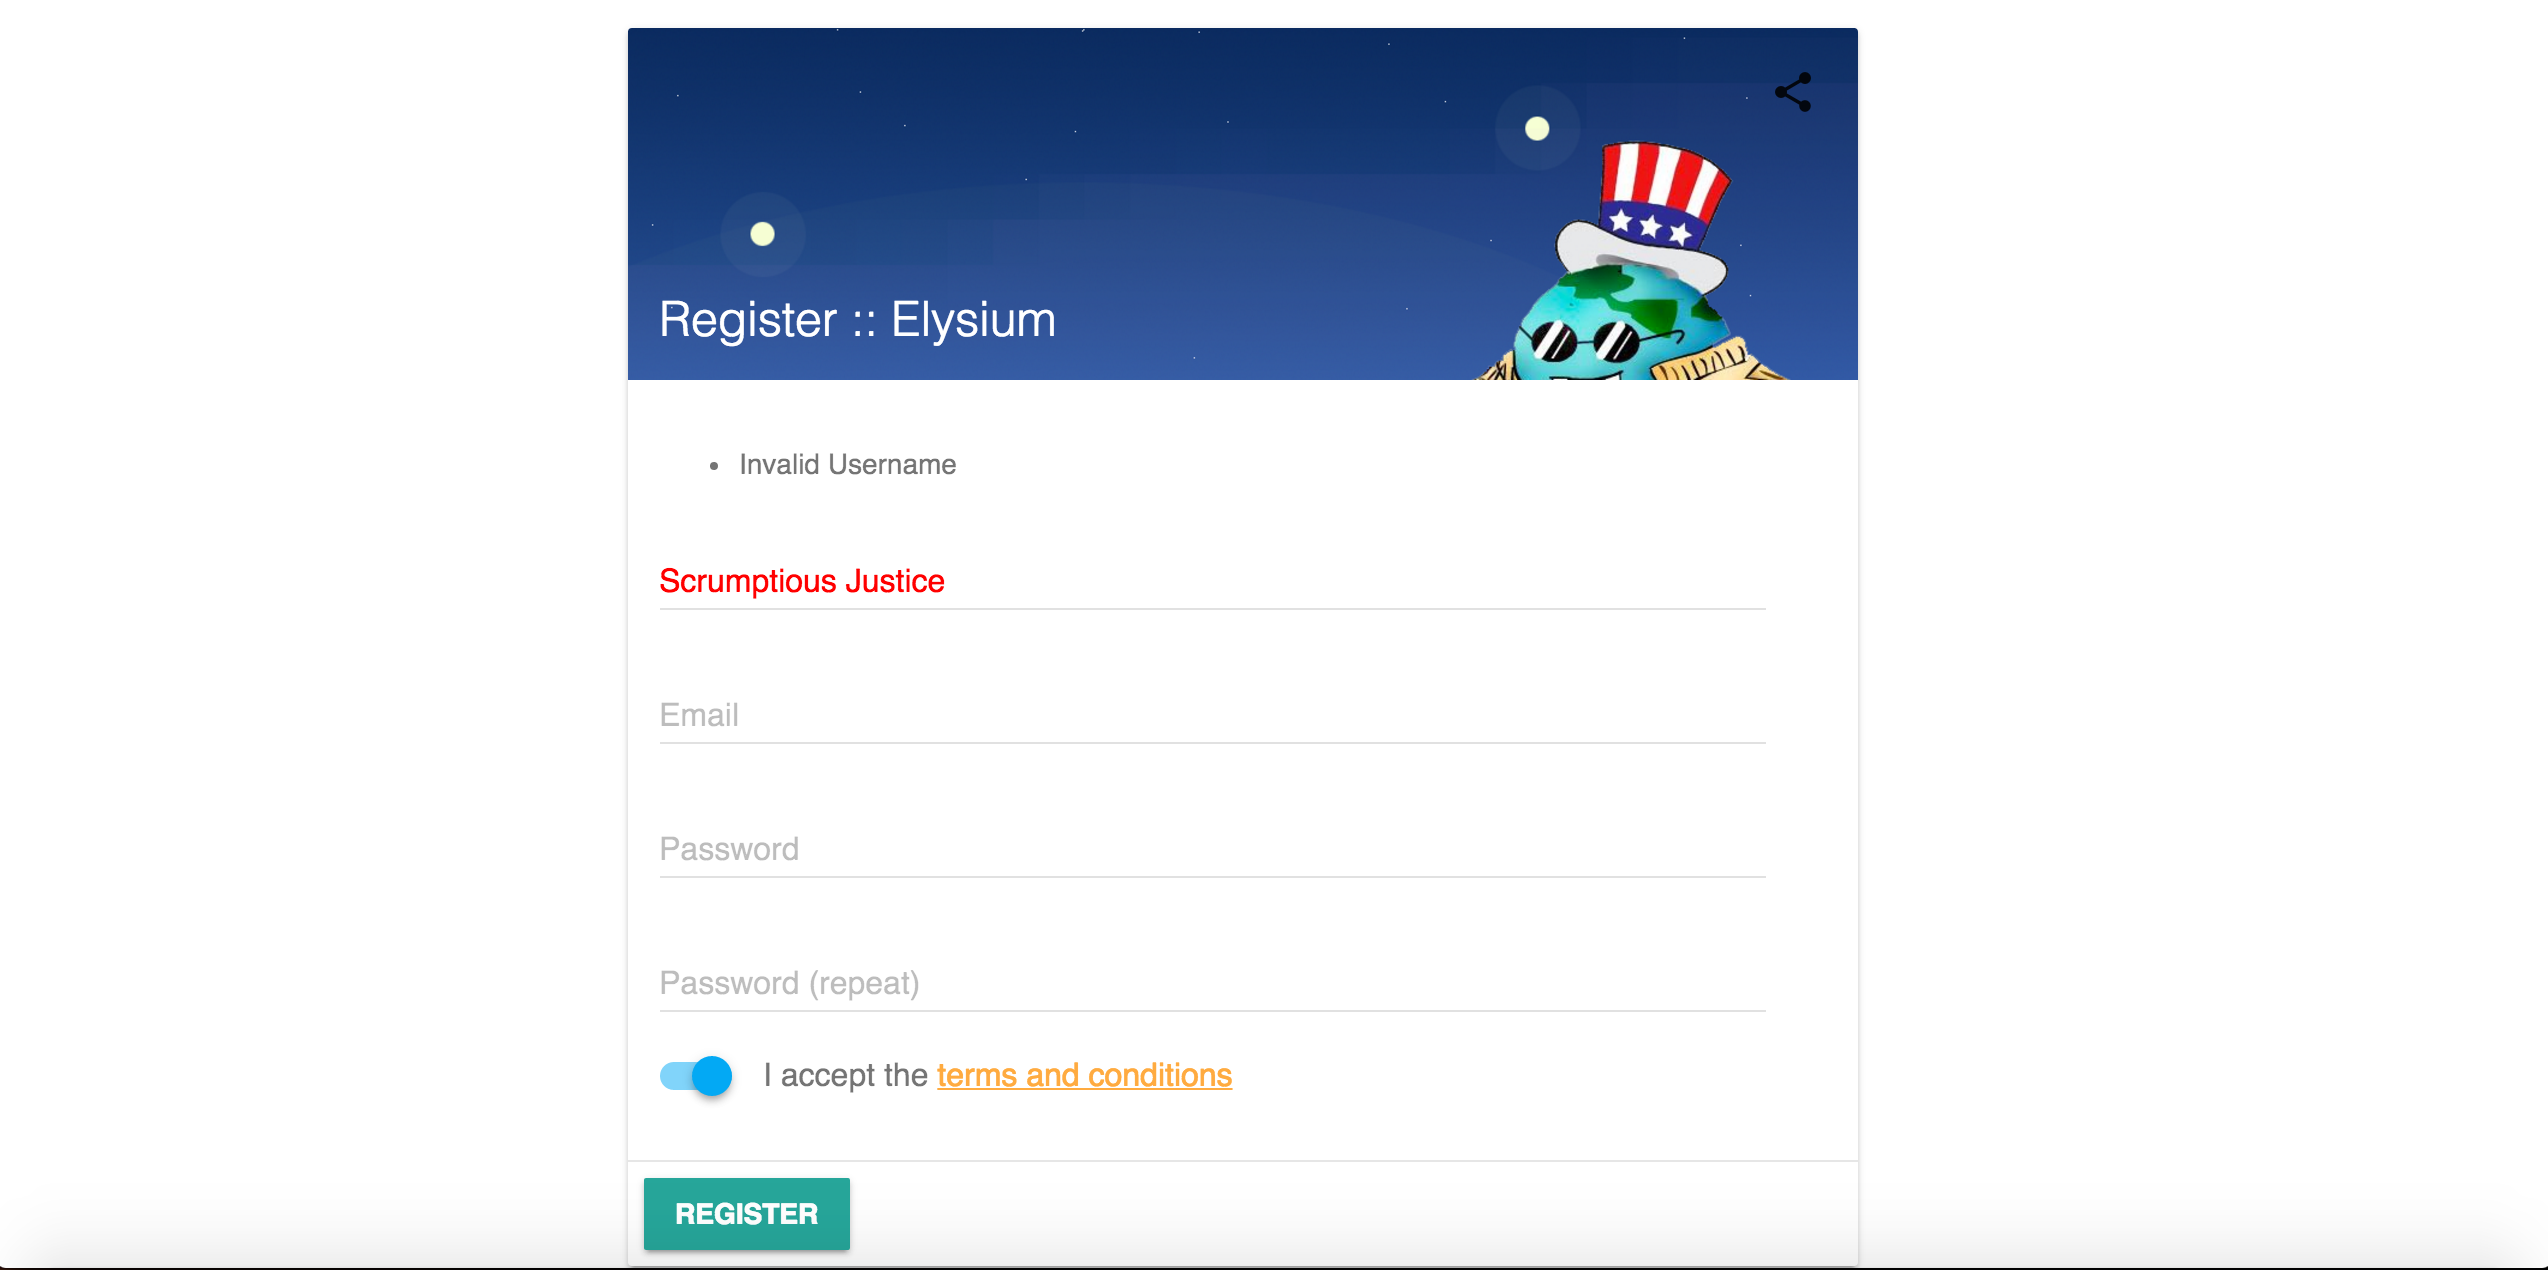 Register :: Elysium
Invalid Username
Scrumptious Justice
Email
Password
Password (repeat)
I accept the terms and conditions
REGISTER